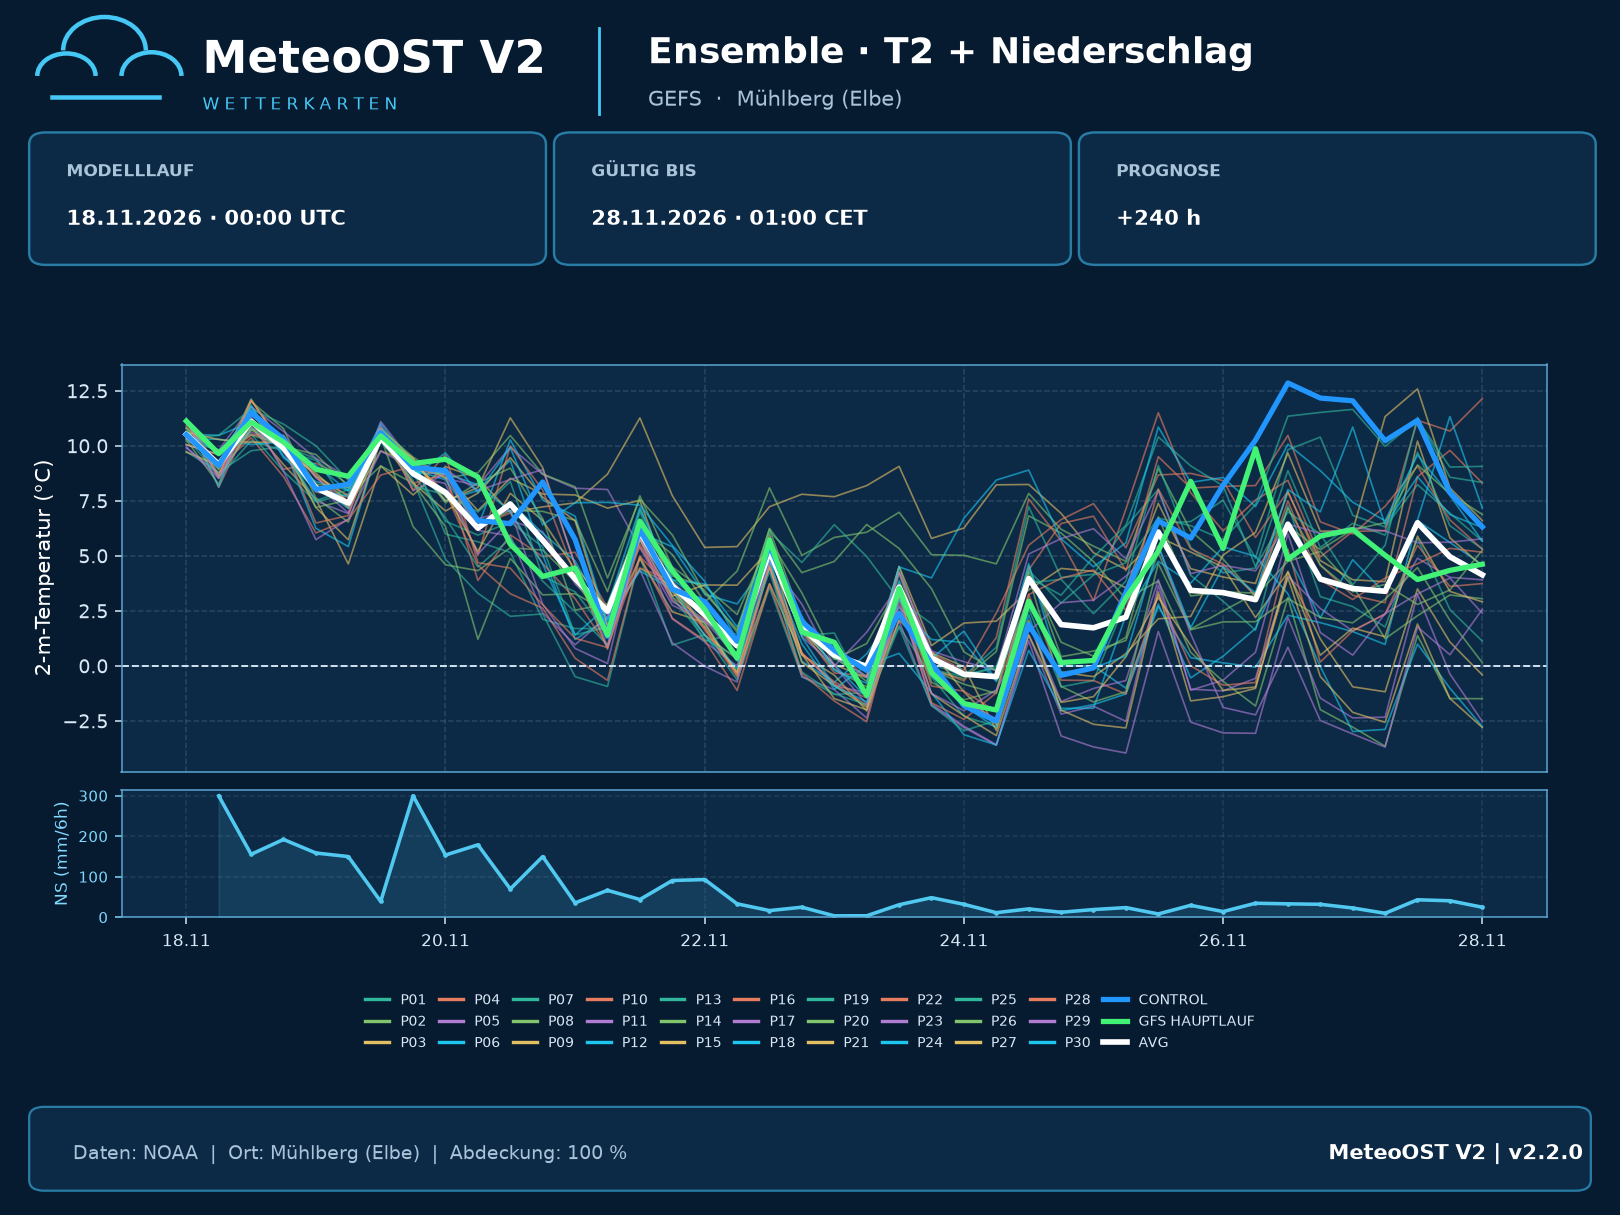 MeteoOST V2
WETTERKARTEN
Ensemble · T2 + Niederschlag
GEFS · Mühlberg (Elbe)
MODELLLAUF
18.11.2026 · 00:00 UTC
GÜLTIG BIS
28.11.2026 · 01:00 CET
PROGNOSE
+240 h
2-m-Temperatur (°C)
12.5
10.0
7.5
5.0
2.5
0.0
−2.5
NS (mm/6h)
300
200
100
0
18.11 20.11 22.11 24.11 26.11 28.11
P01 P04 P07 P10 P13 P16 P19 P22 P25 P28 CONTROL
P02 P05 P08 P11 P14 P17 P20 P23 P26 P29 GFS HAUPTLAUF
P03 P06 P09 P12 P15 P18 P21 P24 P27 P30 AVG
Daten: NOAA | Ort: Mühlberg (Elbe) | Abdeckung: 100 %
MeteoOST V2 | v2.2.0